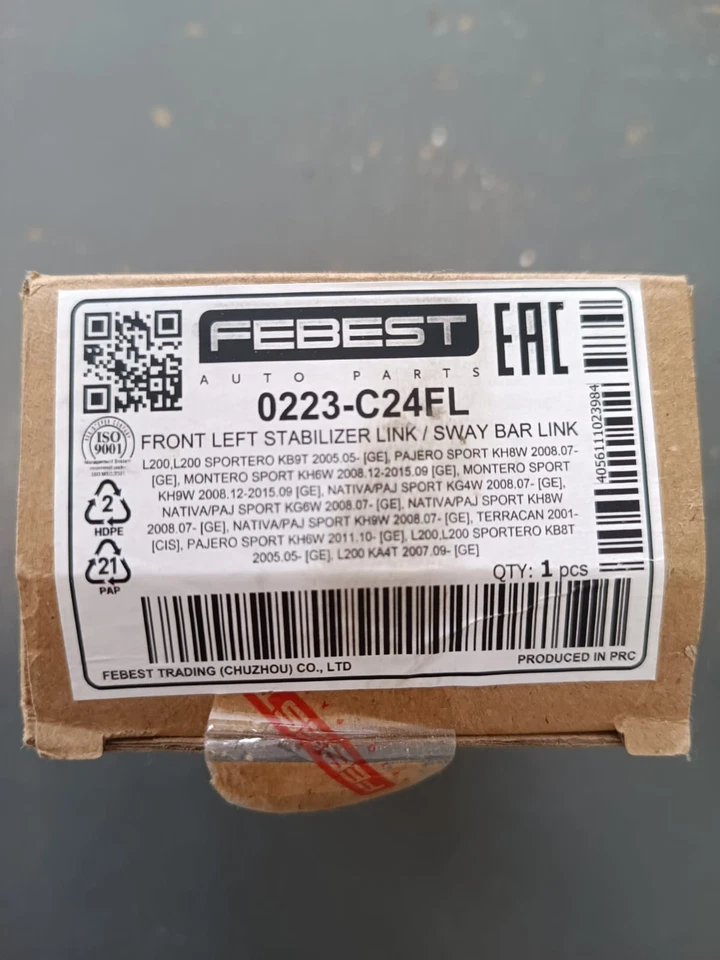 FEBEST
EAC
AUTO PARTS
0223-C24FL
FRONT LEFT STABILIZER LINK / SWAY BAR LINK
L200,L200 SPORTERO KB9T 2005.05- [GE], PAJERO SPORT KH8W 2008.07-
[GE], MONTERO SPORT KH6W 2008.12-2015.09 [GE], MONTERO SPORT
KH9W 2008.12-2015.09 [GE], NATIVA/PAJ SPORT KG4W 2008.07- [GE],
NATIVA/PAJ SPORT KG6W 2008.07- [GE], NATIVA/PAJ SPORT KH8W
2008.07- [GE], NATIVA/PAJ SPORT KH9W 2008.07- [GE], TERRACAN 2001-
[CIS], PAJERO SPORT KH6W 2011.10- [GE], L200,L200 SPORTERO KB8T
2005.05- [GE], L200 KA4T 2007.09- [GE]
ISO
9001
Management System
2
HDPE
21
PAP
4056111023984
QTY: 1 pcs
FEBEST TRADING (CHUZHOU) CO., LTD
PRODUCED IN PRC